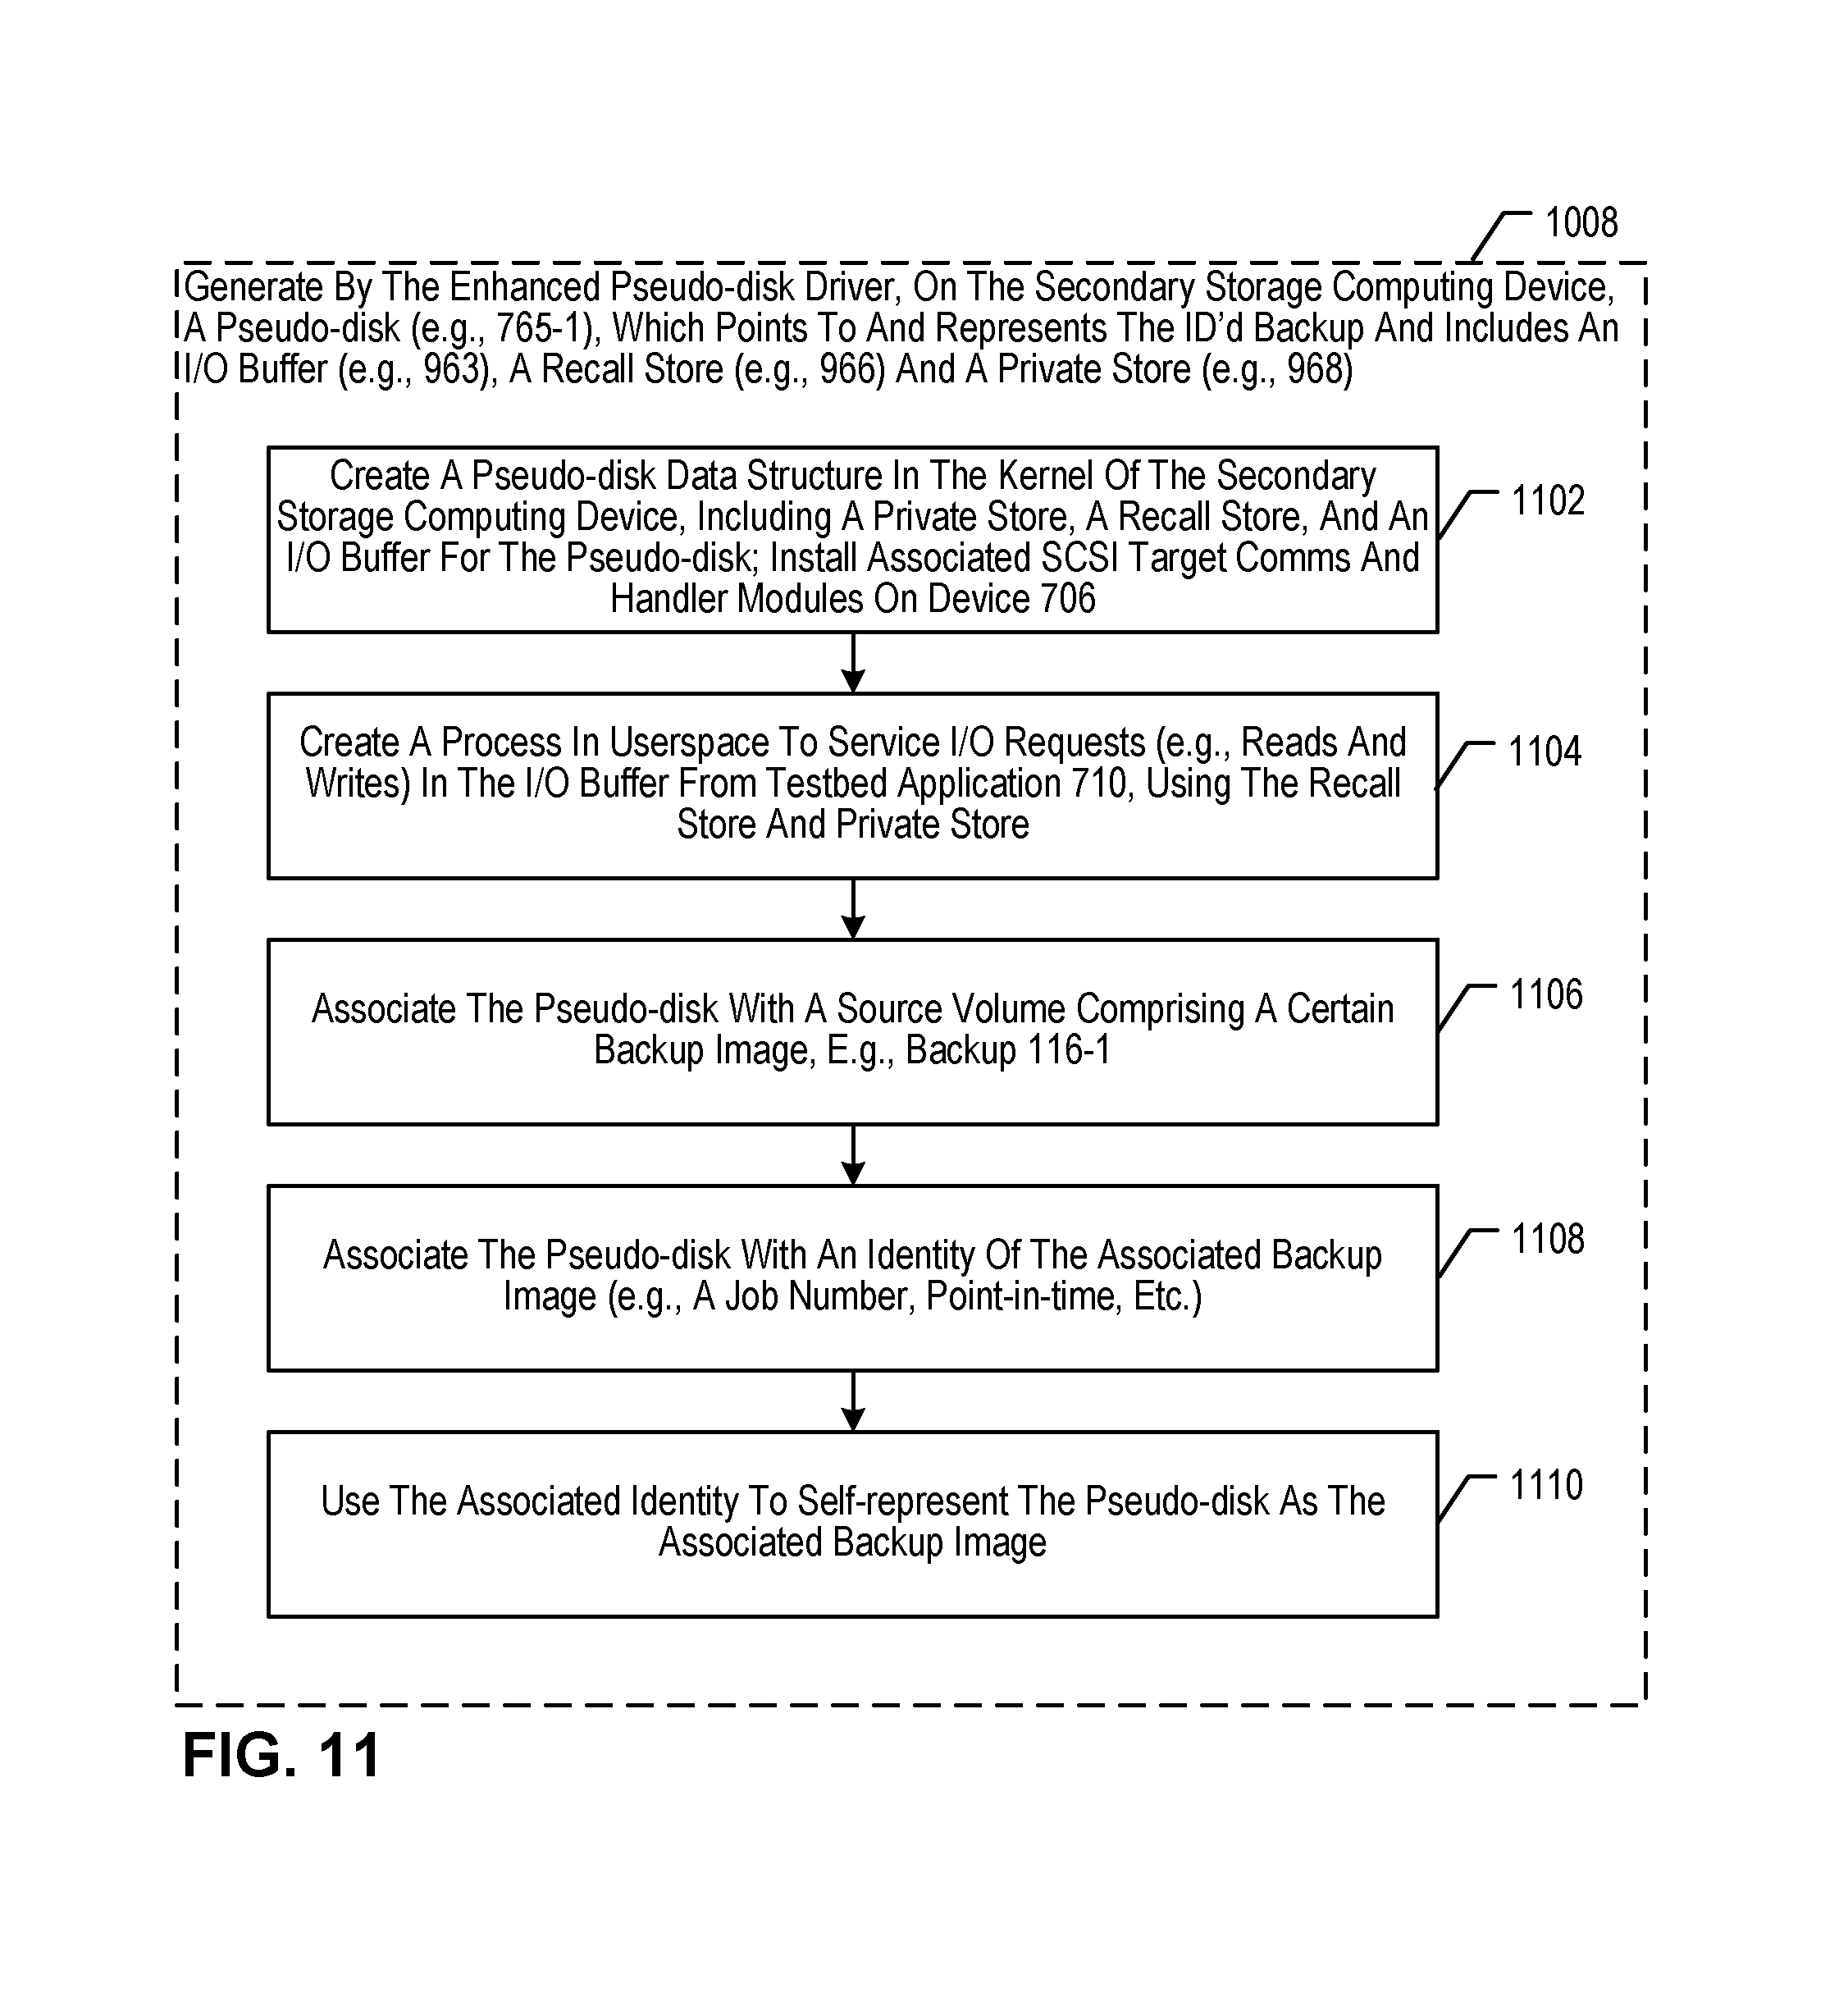 1008
Generate By The Enhanced Pseudo-disk Driver, On The Secondary Storage Computing Device,
A Pseudo-disk (e.g., 765-1), Which Points To And Represents The ID’d Backup And Includes An
I/O Buffer (e.g., 963), A Recall Store (e.g., 966) And A Private Store (e.g., 968)
Create A Pseudo-disk Data Structure In The Kernel Of The Secondary
Storage Computing Device, Including A Private Store, A Recall Store, And An
I/O Buffer For The Pseudo-disk; Install Associated SCSI Target Comms And
Handler Modules On Device 706
1102
Create A Process In Userspace To Service I/O Requests (e.g., Reads And
Writes) In The I/O Buffer From Testbed Application 710, Using The Recall
Store And Private Store
1104
Associate The Pseudo-disk With A Source Volume Comprising A Certain
Backup Image, E.g., Backup 116-1
1106
Associate The Pseudo-disk With An Identity Of The Associated Backup
Image (e.g., A Job Number, Point-in-time, Etc.)
1108
Use The Associated Identity To Self-represent The Pseudo-disk As The
Associated Backup Image
1110
FIG. 11